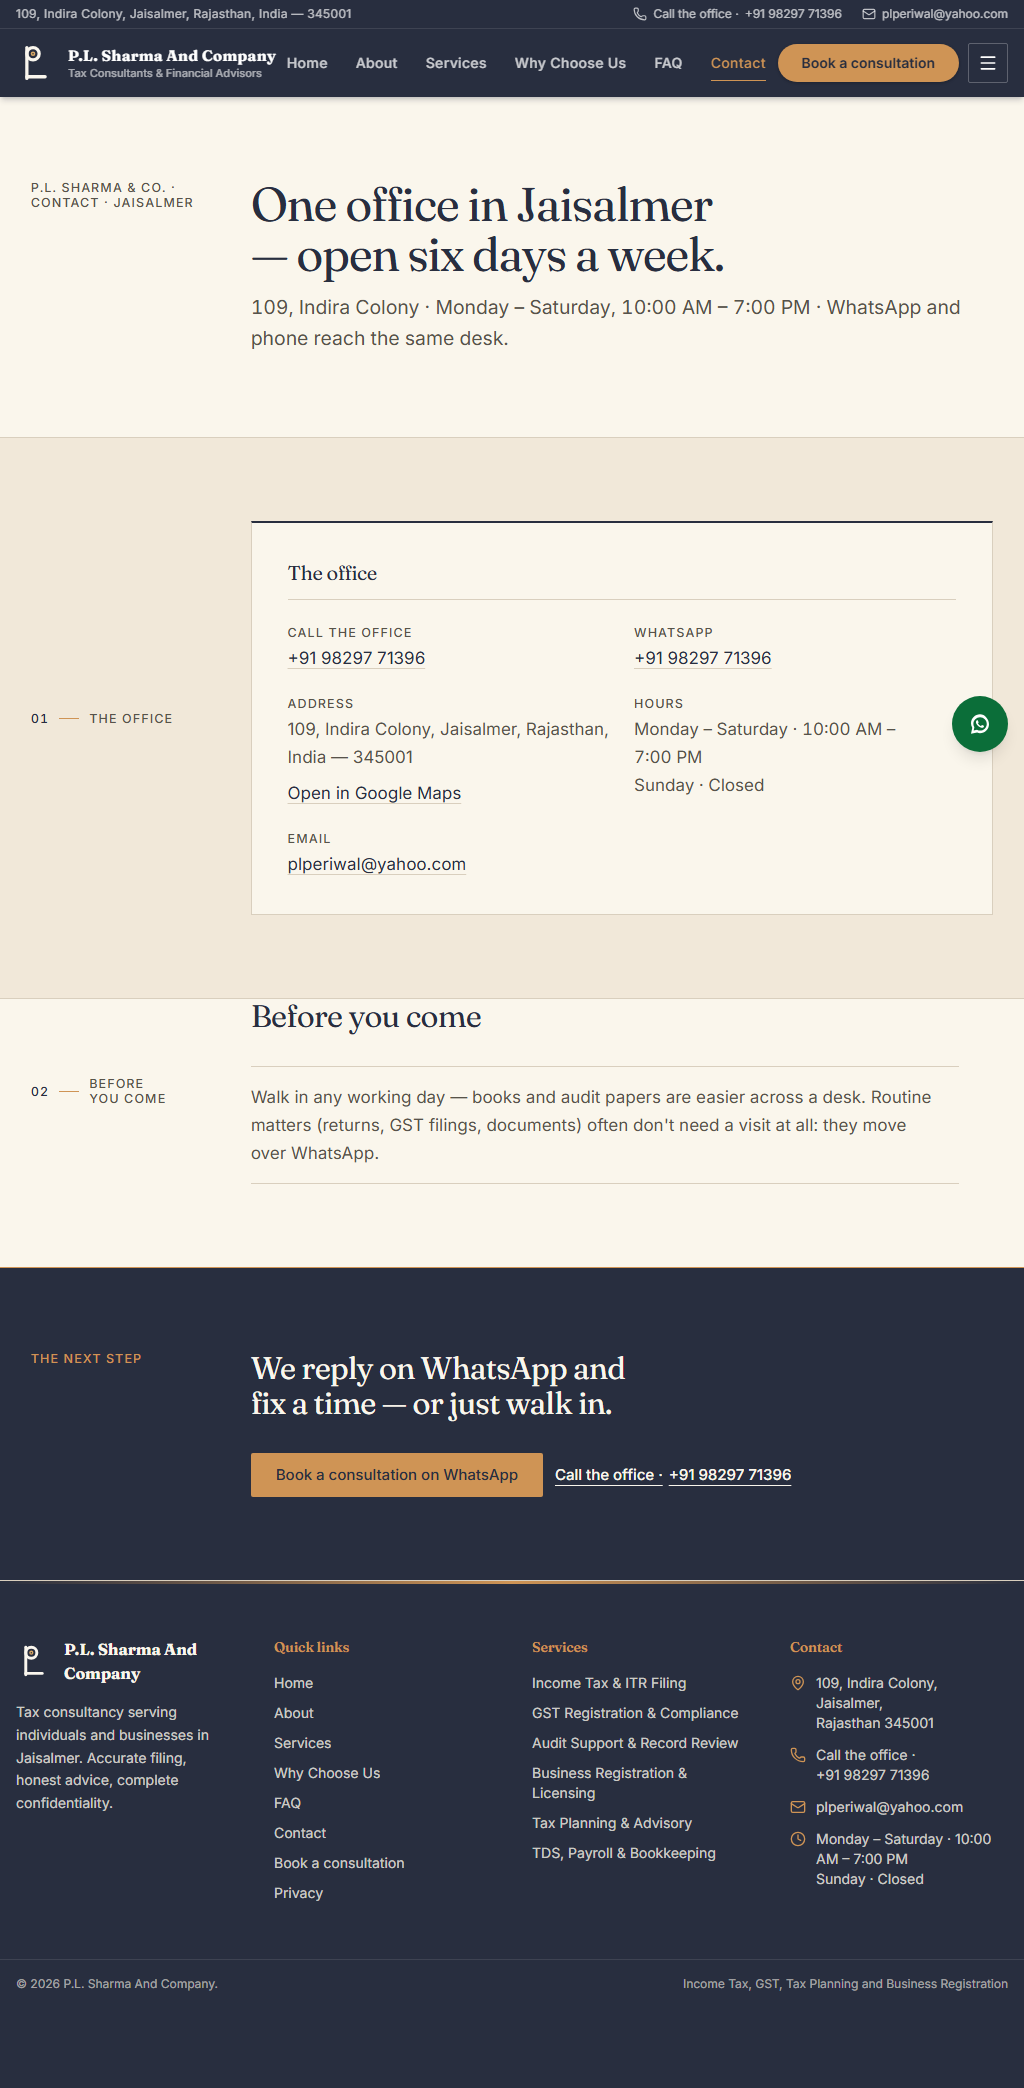 109, Indira Colony, Jaisalmer, Rajasthan, India — 345001
Call the office · +91 98297 71396
plperiwal@yahoo.com
P.L. Sharma And Company
Tax Consultants & Financial Advisors
Home
About
Services
Why Choose Us
FAQ
Contact
Book a consultation
P.L. SHARMA & CO. ·
CONTACT · JAISALMER
One office in Jaisalmer
— open six days a week.
109, Indira Colony · Monday – Saturday, 10:00 AM – 7:00 PM · WhatsApp and
phone reach the same desk.
01 — THE OFFICE
The office
CALL THE OFFICE
+91 98297 71396
WHATSAPP
+91 98297 71396
ADDRESS
109, Indira Colony, Jaisalmer, Rajasthan,
India — 345001
Open in Google Maps
HOURS
Monday – Saturday · 10:00 AM –
7:00 PM
Sunday · Closed
EMAIL
plperiwal@yahoo.com
02 — BEFORE
YOU COME
Before you come
Walk in any working day — books and audit papers are easier across a desk. Routine
matters (returns, GST filings, documents) often don't need a visit at all: they move
over WhatsApp.
THE NEXT STEP
We reply on WhatsApp and
fix a time — or just walk in.
Book a consultation on WhatsApp
Call the office · +91 98297 71396
P.L. Sharma And
Company
Tax consultancy serving
individuals and businesses in
Jaisalmer. Accurate filing,
honest advice, complete
confidentiality.
Quick links
Home
About
Services
Why Choose Us
FAQ
Contact
Book a consultation
Privacy
Services
Income Tax & ITR Filing
GST Registration & Compliance
Audit Support & Record Review
Business Registration &
Licensing
Tax Planning & Advisory
TDS, Payroll & Bookkeeping
Contact
109, Indira Colony,
Jaisalmer,
Rajasthan 345001
Call the office ·
+91 98297 71396
plperiwal@yahoo.com
Monday – Saturday · 10:00
AM – 7:00 PM
Sunday · Closed
© 2026 P.L. Sharma And Company.
Income Tax, GST, Tax Planning and Business Registration